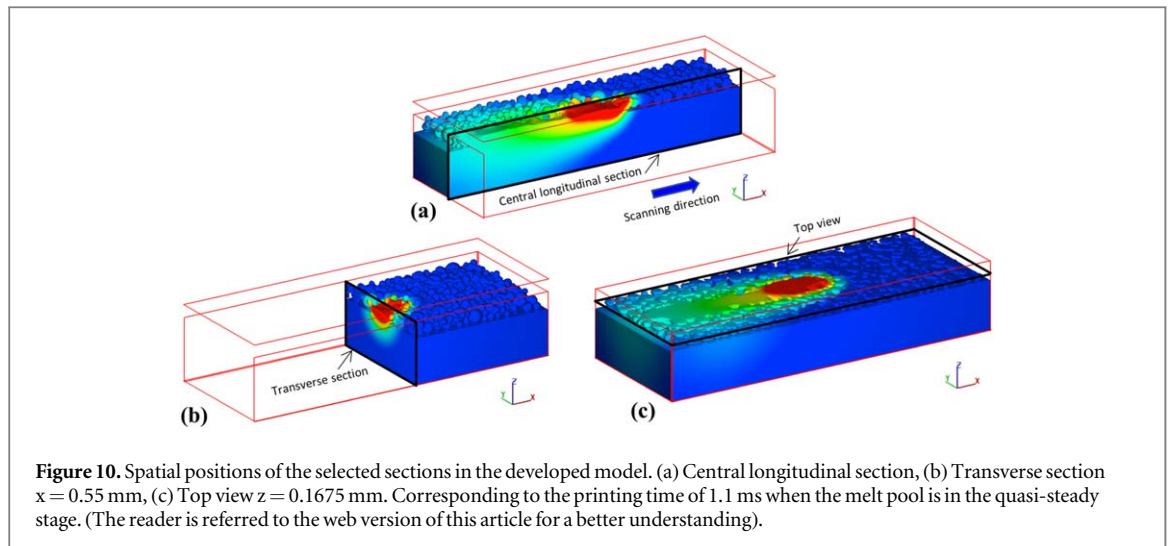 Central longitudinal section
(a)
Scanning direction
Z
Y
X
Top view
Transverse section
(b)
Z
Y
X
(c)
Z
Y
X
Figure 10. Spatial positions of the selected sections in the developed model. (a) Central longitudinal section, (b) Transverse section
x = 0.55 mm, (c) Top view z = 0.1675 mm. Corresponding to the printing time of 1.1 ms when the melt pool is in the quasi-steady
stage. (The reader is referred to the web version of this article for a better understanding).